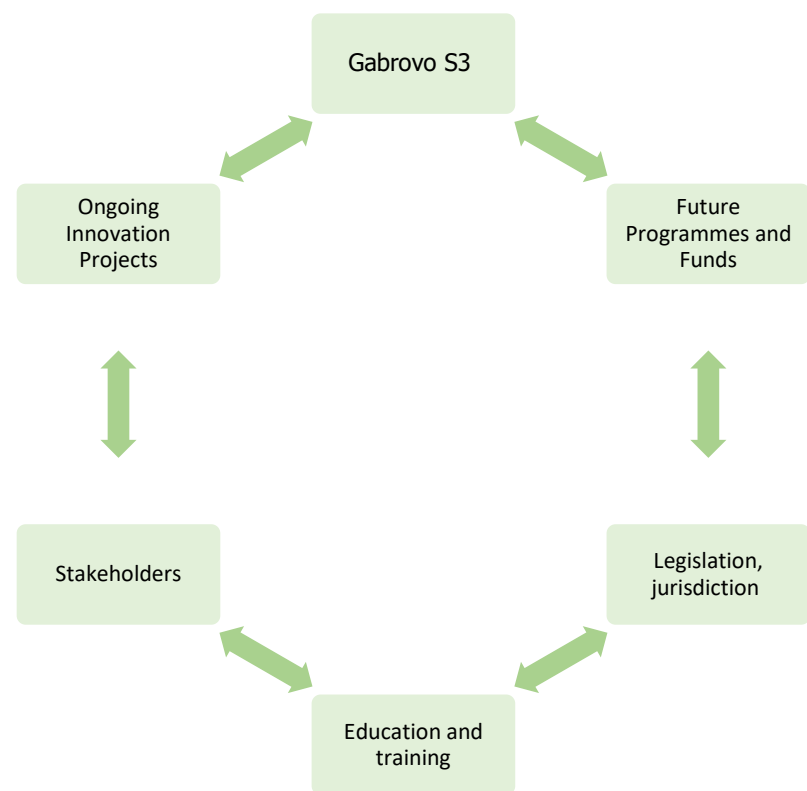 Gabrovo S3
Ongoing
Innovation
Projects
Future
Programmes and
Funds
Stakeholders
Legislation,
jurisdiction
Education and
training